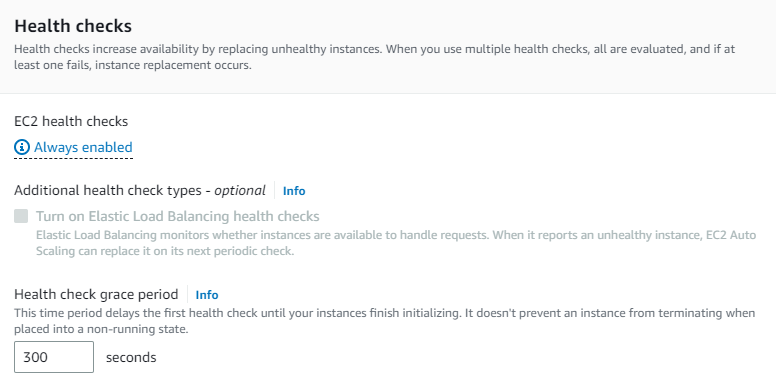 Health checks
Health checks increase availability by replacing unhealthy instances. When you use multiple health checks, all are evaluated, and if at
least one fails, instance replacement occurs.
EC2 health checks
Always enabled
Additional health check types - optional Info
Turn on Elastic Load Balancing health checks
Elastic Load Balancing monitors whether instances are available to handle requests. When it reports an unhealthy instance, EC2 Auto
Scaling can replace it on its next periodic check.
Health check grace period Info
This time period delays the first health check until your instances finish initializing. It doesn't prevent an instance from terminating when
placed into a non-running state.
300 seconds